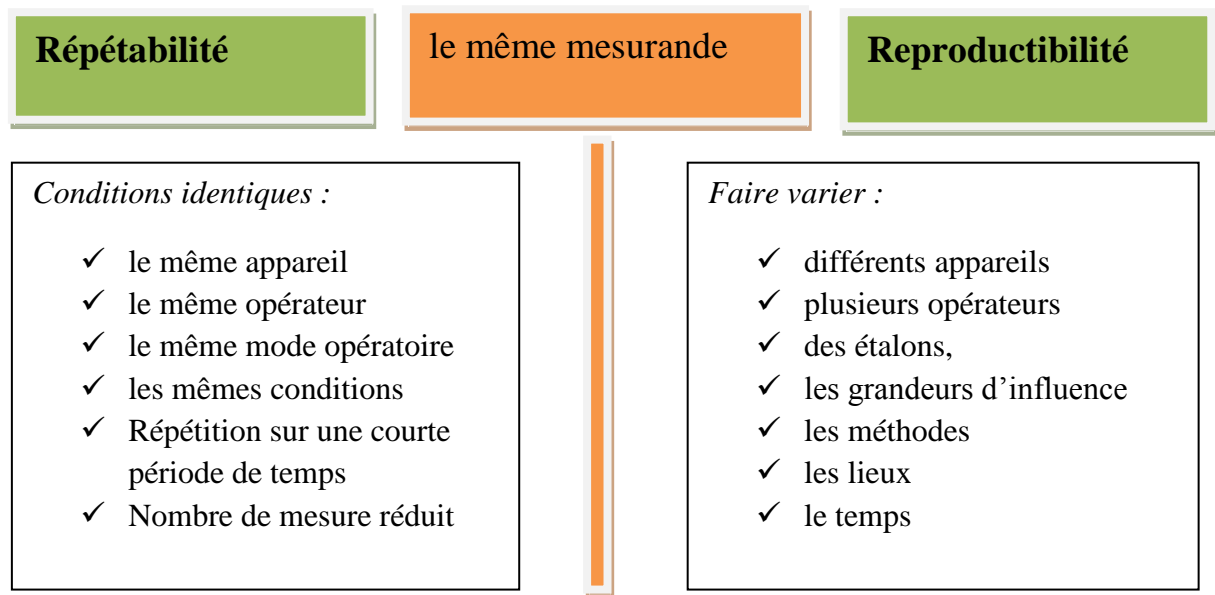 Répétabilité
le même mesurande
Reproductibilité
Conditions identiques :
✓ le même appareil
✓ le même opérateur
✓ le même mode opératoire
✓ les mêmes conditions
✓ Répétition sur une courte
période de temps
✓ Nombre de mesure réduit
Faire varier :
✓ différents appareils
✓ plusieurs opérateurs
✓ des étalons,
✓ les grandeurs d’influence
✓ les méthodes
✓ les lieux
✓ le temps